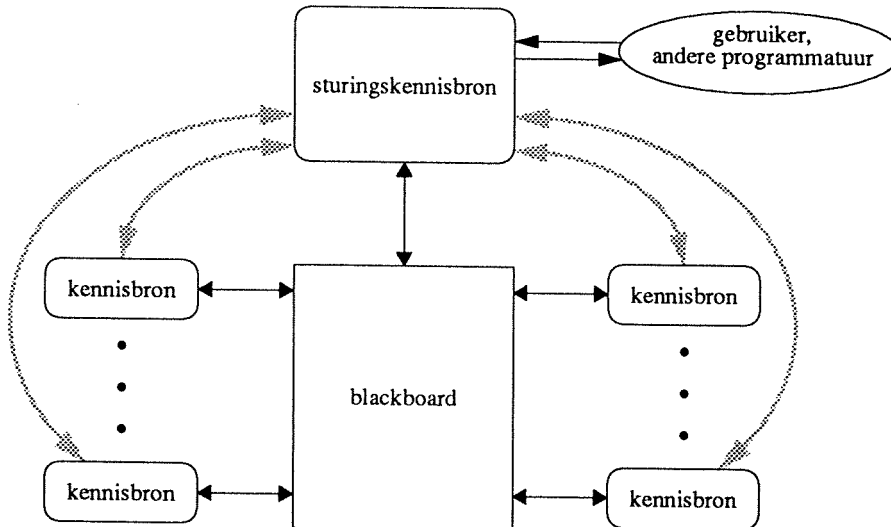 gebruiker,
andere programmatuur
sturingskennisbron
kennisbron
kennisbron
blackboard
kennisbron
kennisbron